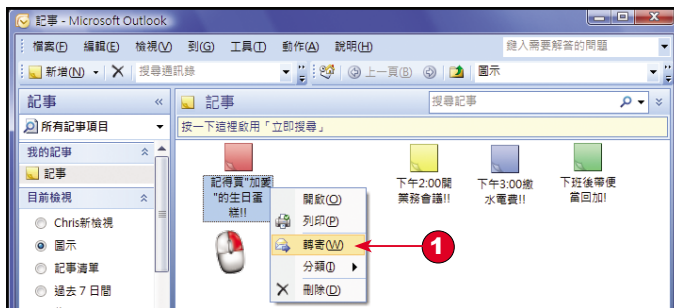 記事 - Microsoft Outlook
檔案(F) 編輯(E) 檢視(V) 到(G) 工具(T) 動作(A) 說明(H) 鍵入需要解答的問題
新增(N) 搜尋通訊錄 上一頁(B) 圖示
記事 « 記事 搜尋記事
所有記事項目 按一下這裡啟用「立即搜尋」
我的記事
記事
目前檢視
Chris新檢視
圖示
記事清單
過去 7 日間
記得買"加愛
"的生日蛋
糕!!
下午2:00開
業務會議!!
下午3:00繳
水電費!!
下班後帶便
當回加!
開啟(O)
列印(P)
轉寄(W)
分類(I)
刪除(D)
1